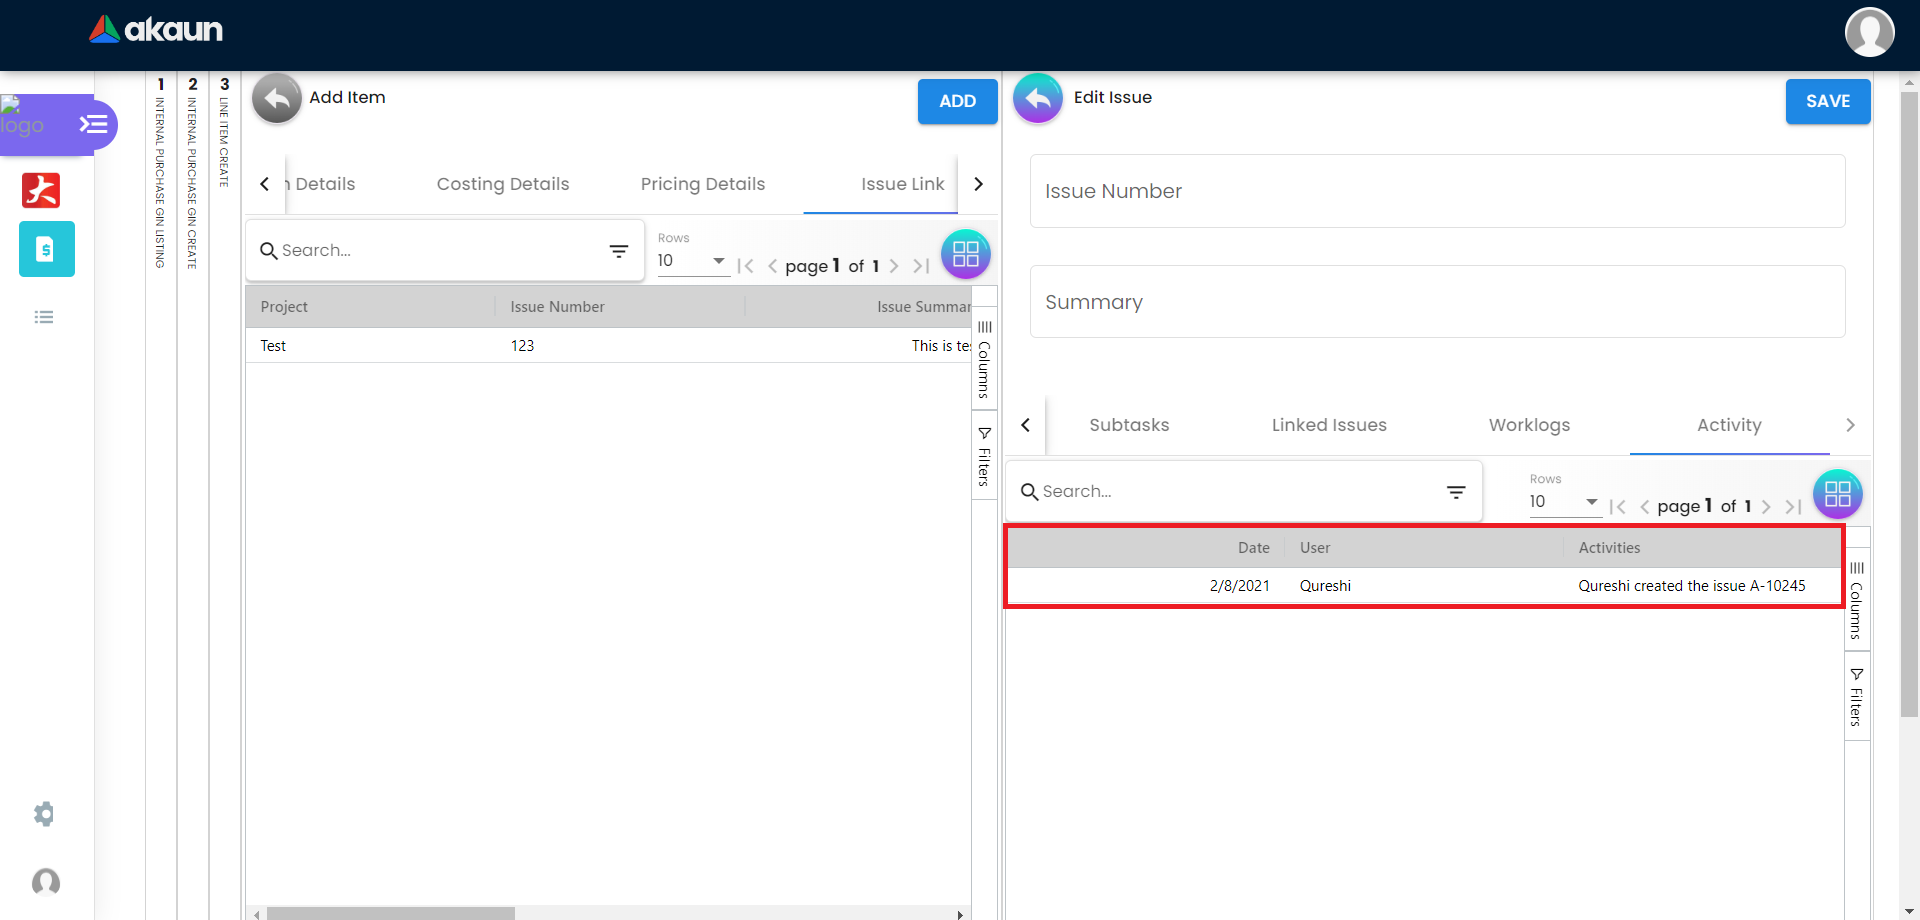 akaun
logo
1 INTERNAL PURCHASE GIN LISTING
2 INTERNAL PURCHASE GIN CREATE
3 LINE ITEM CREATE
Add Item
ADD
n Details
Costing Details
Pricing Details
Issue Link
Search...
Rows
10
page 1 of 1
Project
Issue Number
Issue Summar
Test
123
This is tes
Columns
Filters
Edit Issue
SAVE
Issue Number
Summary
Subtasks
Linked Issues
Worklogs
Activity
Search...
Rows
10
page 1 of 1
Date
User
Activities
2/8/2021
Qureshi
Qureshi created the issue A-10245
Columns
Filters